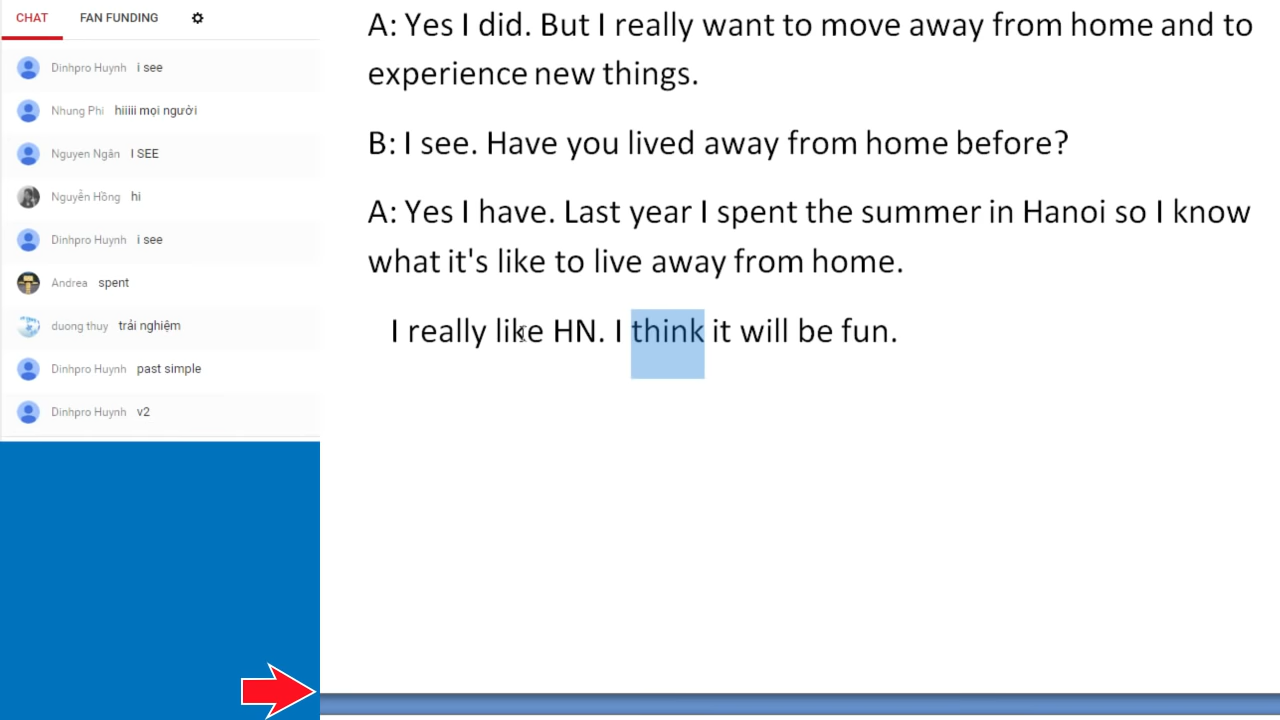 CHAT FAN FUNDING
Dinhpro Huynh i see
Nhung Phi hiiiii mọi người
Nguyen Ngân I SEE
Nguyễn Hồng hi
Dinhpro Huynh i see
Andrea spent
duong thuy trải nghiệm
Dinhpro Huynh past simple
Dinhpro Huynh v2
A: Yes I did. But I really want to move away from home and to
experience new things.
B: I see. Have you lived away from home before?
A: Yes I have. Last year I spent the summer in Hanoi so I know
what it's like to live away from home.
I really like HN. I think it will be fun.